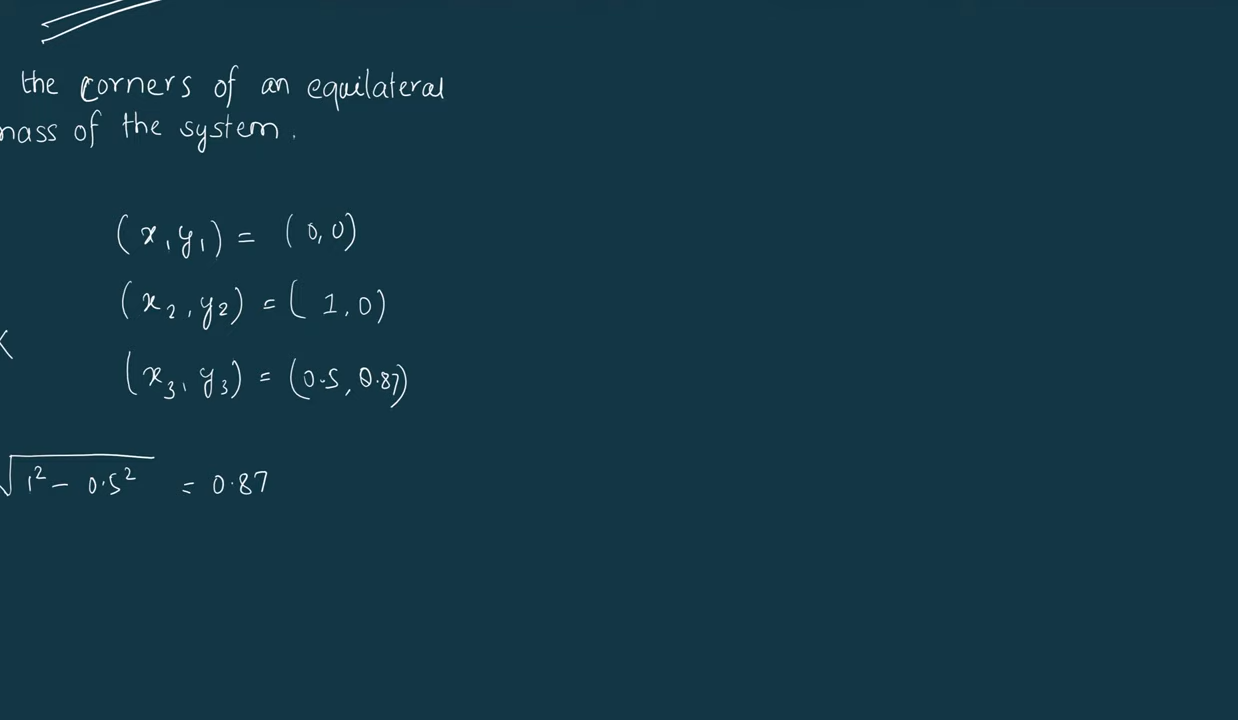 the corners of an equilateral
mass of the system.
(x₁, y₁) = (0, 0)
(x₂, y₂) = (1, 0)
(x₃, y₃) = (0.5, 0.87)
√1² − 0.5² = 0.87